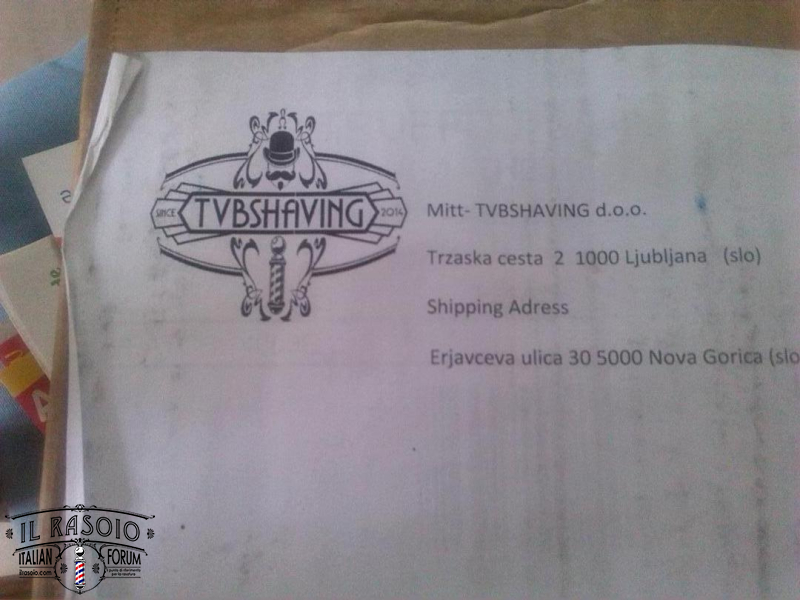 SINCE TVBSHAVING 2014
Mitt- TVBSHAVING d.o.o.
Trzaska cesta 2 1000 Ljubljana (slo)
Shipping Adress
Erjavceva ulica 30 5000 Nova Gorica (slo
IL RASOIO
ITALIAN FORUM
ilrasoio.com